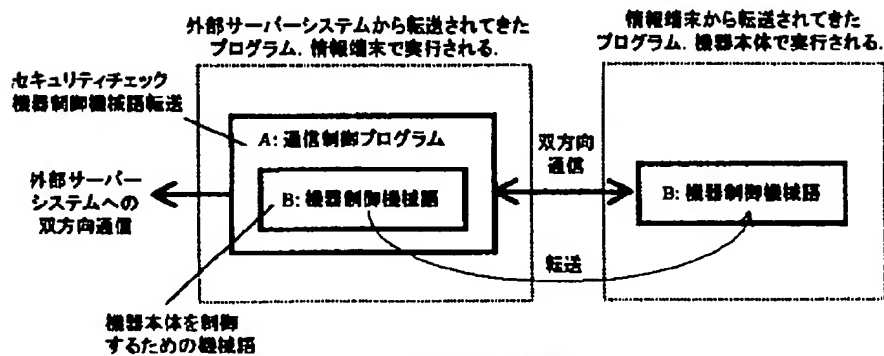 外部サーバーシステムから転送されてきた
プログラム. 情報端末で実行される.
情報端末から転送されてきた
プログラム. 機器本体で実行される.
セキュリティチェック
機器制御機械語転送
A: 通信制御プログラム
双方向
通信
外部サーバー
システムへの
双方向通信
B: 機器制御機械語
B: 機器制御機械語
転送
機器本体を制御
するための機械語